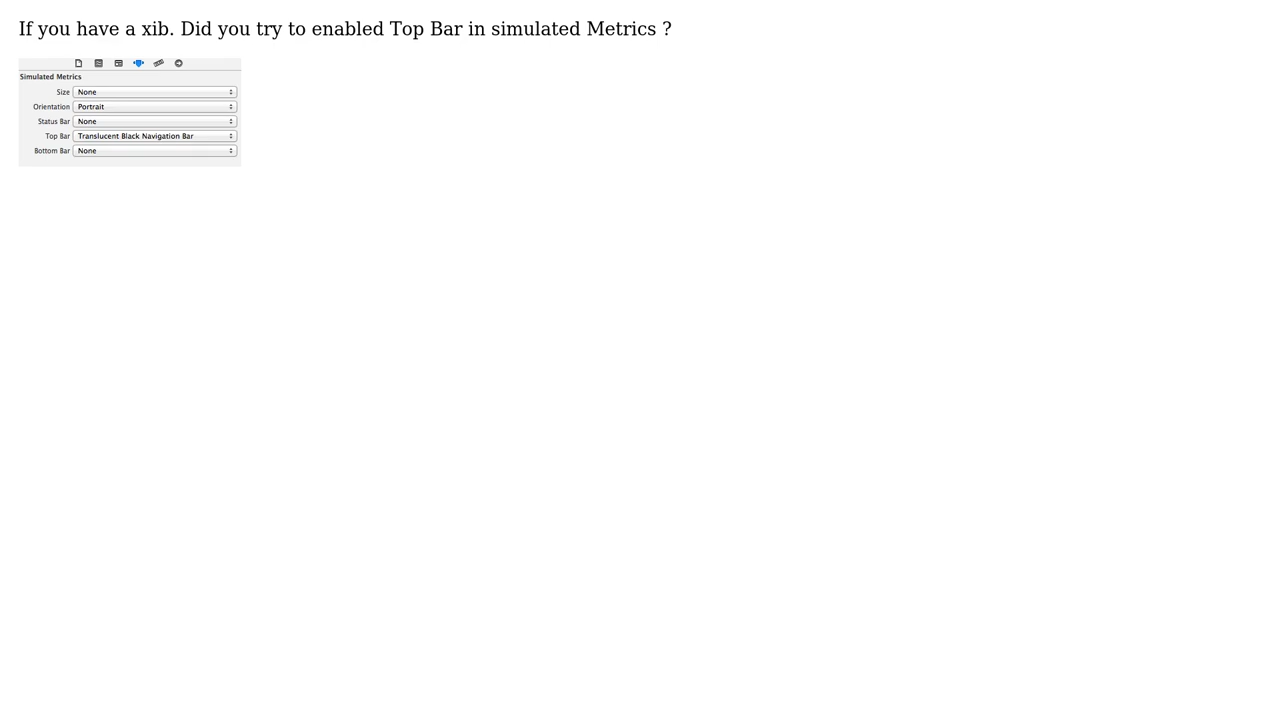 If you have a xib. Did you try to enabled Top Bar in simulated Metrics ?
Simulated Metrics
Size None
Orientation Portrait
Status Bar None
Top Bar Translucent Black Navigation Bar
Bottom Bar None